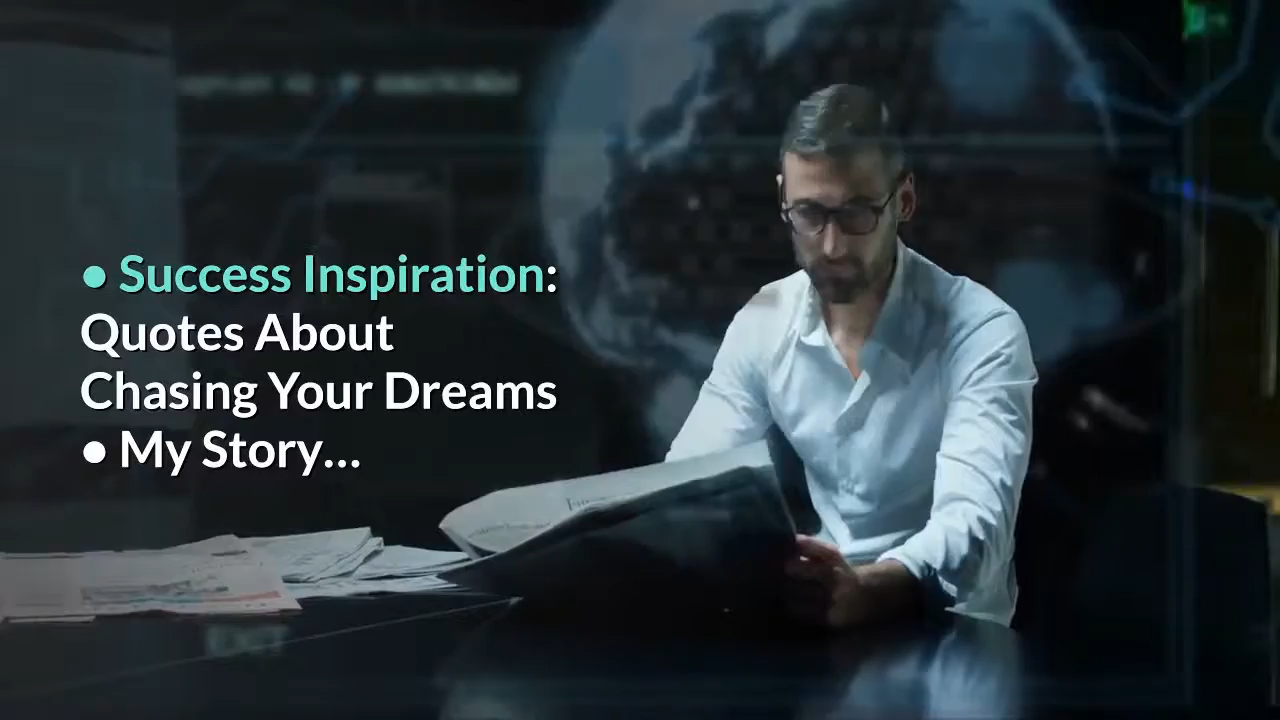 ● Success Inspiration:
Quotes About
Chasing Your Dreams
● My Story...